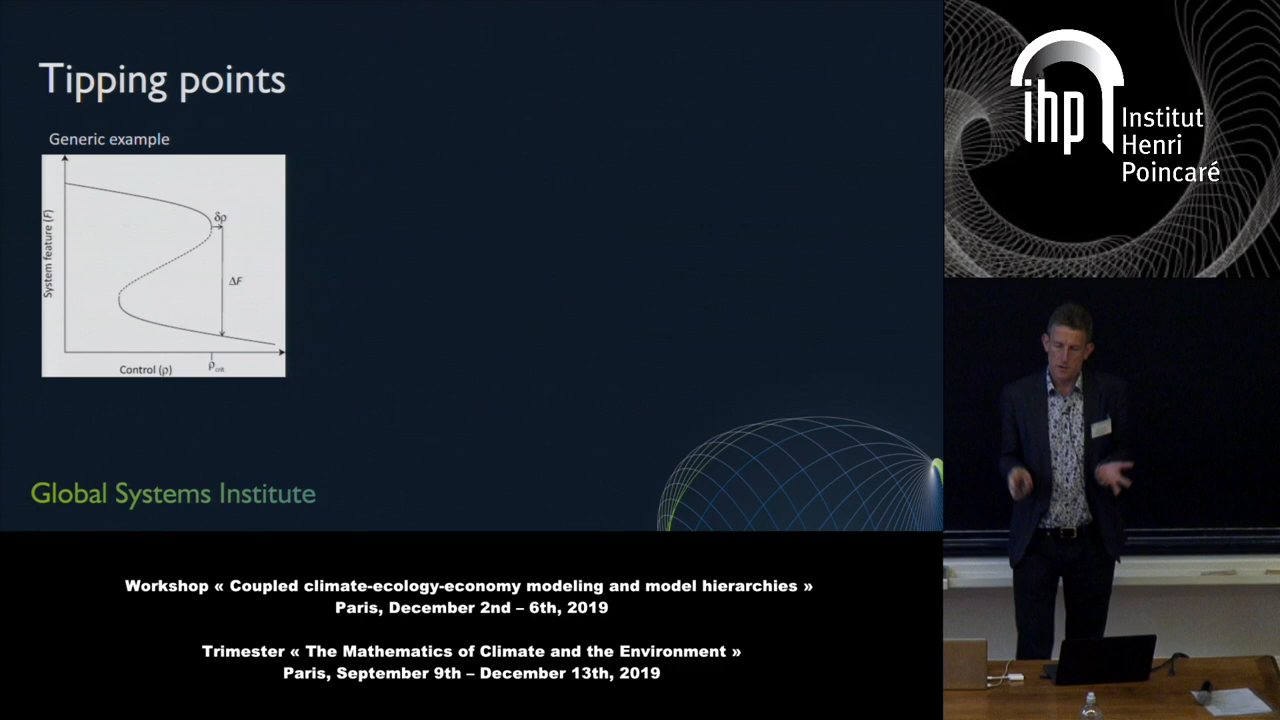 Tipping points
Generic example
System feature (F)
δρ
ΔF
Control (ρ)
ρcrit
Global Systems Institute
ihp
Institut
Henri
Poincaré
Workshop « Coupled climate-ecology-economy modeling and model hierarchies »
Paris, December 2nd – 6th, 2019
Trimester « The Mathematics of Climate and the Environment »
Paris, September 9th – December 13th, 2019